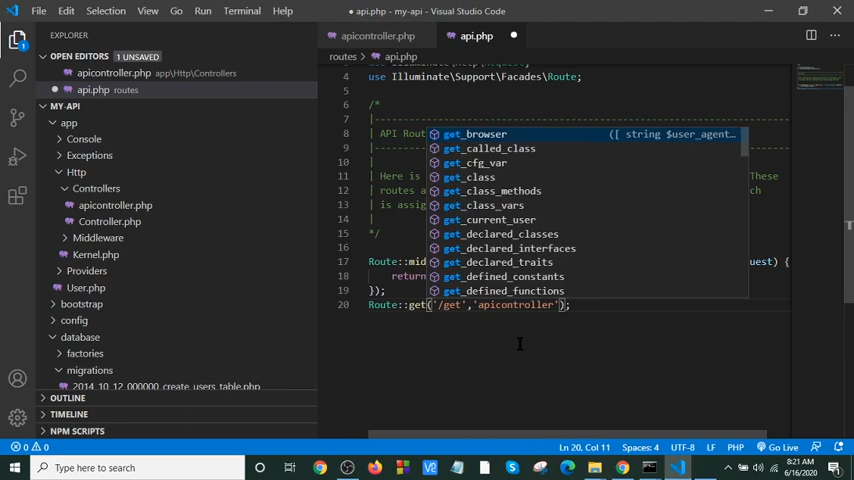 File Edit Selection View Go Run Terminal Help
api.php - my-api - Visual Studio Code
EXPLORER
OPEN EDITORS 1 UNSAVED
apicontroller.php app\Http\Controllers
api.php routes
MY-API
app
Console
Exceptions
Http
Controllers
apicontroller.php
Controller.php
Middleware
Kernel.php
Providers
User.php
bootstrap
config
database
factories
migrations
2014_10_12_000000_create_users_table.php
OUTLINE
TIMELINE
NPM SCRIPTS
apicontroller.php
api.php
routes > api.php
4 use Illuminate\Support\Facades\Route;
5
6 /*
7 |---
8 | API Rout
9 |---
10 |
11 | Here is These
12 | routes a ch
13 | is assig
14 |
15 */
16
17 Route::mid uest) {
18 return
19 });
20 Route::get('/get','apicontroller');
get_browser ([ string $user_agent...
get_called_class
get_cfg_var
get_class
get_class_methods
get_class_vars
get_current_user
get_declared_classes
get_declared_interfaces
get_declared_traits
get_defined_constants
get_defined_functions
0 0 Ln 20, Col 11 Spaces: 4 UTF-8 LF PHP Go Live
Type here to search
8:21 AM
6/16/2020